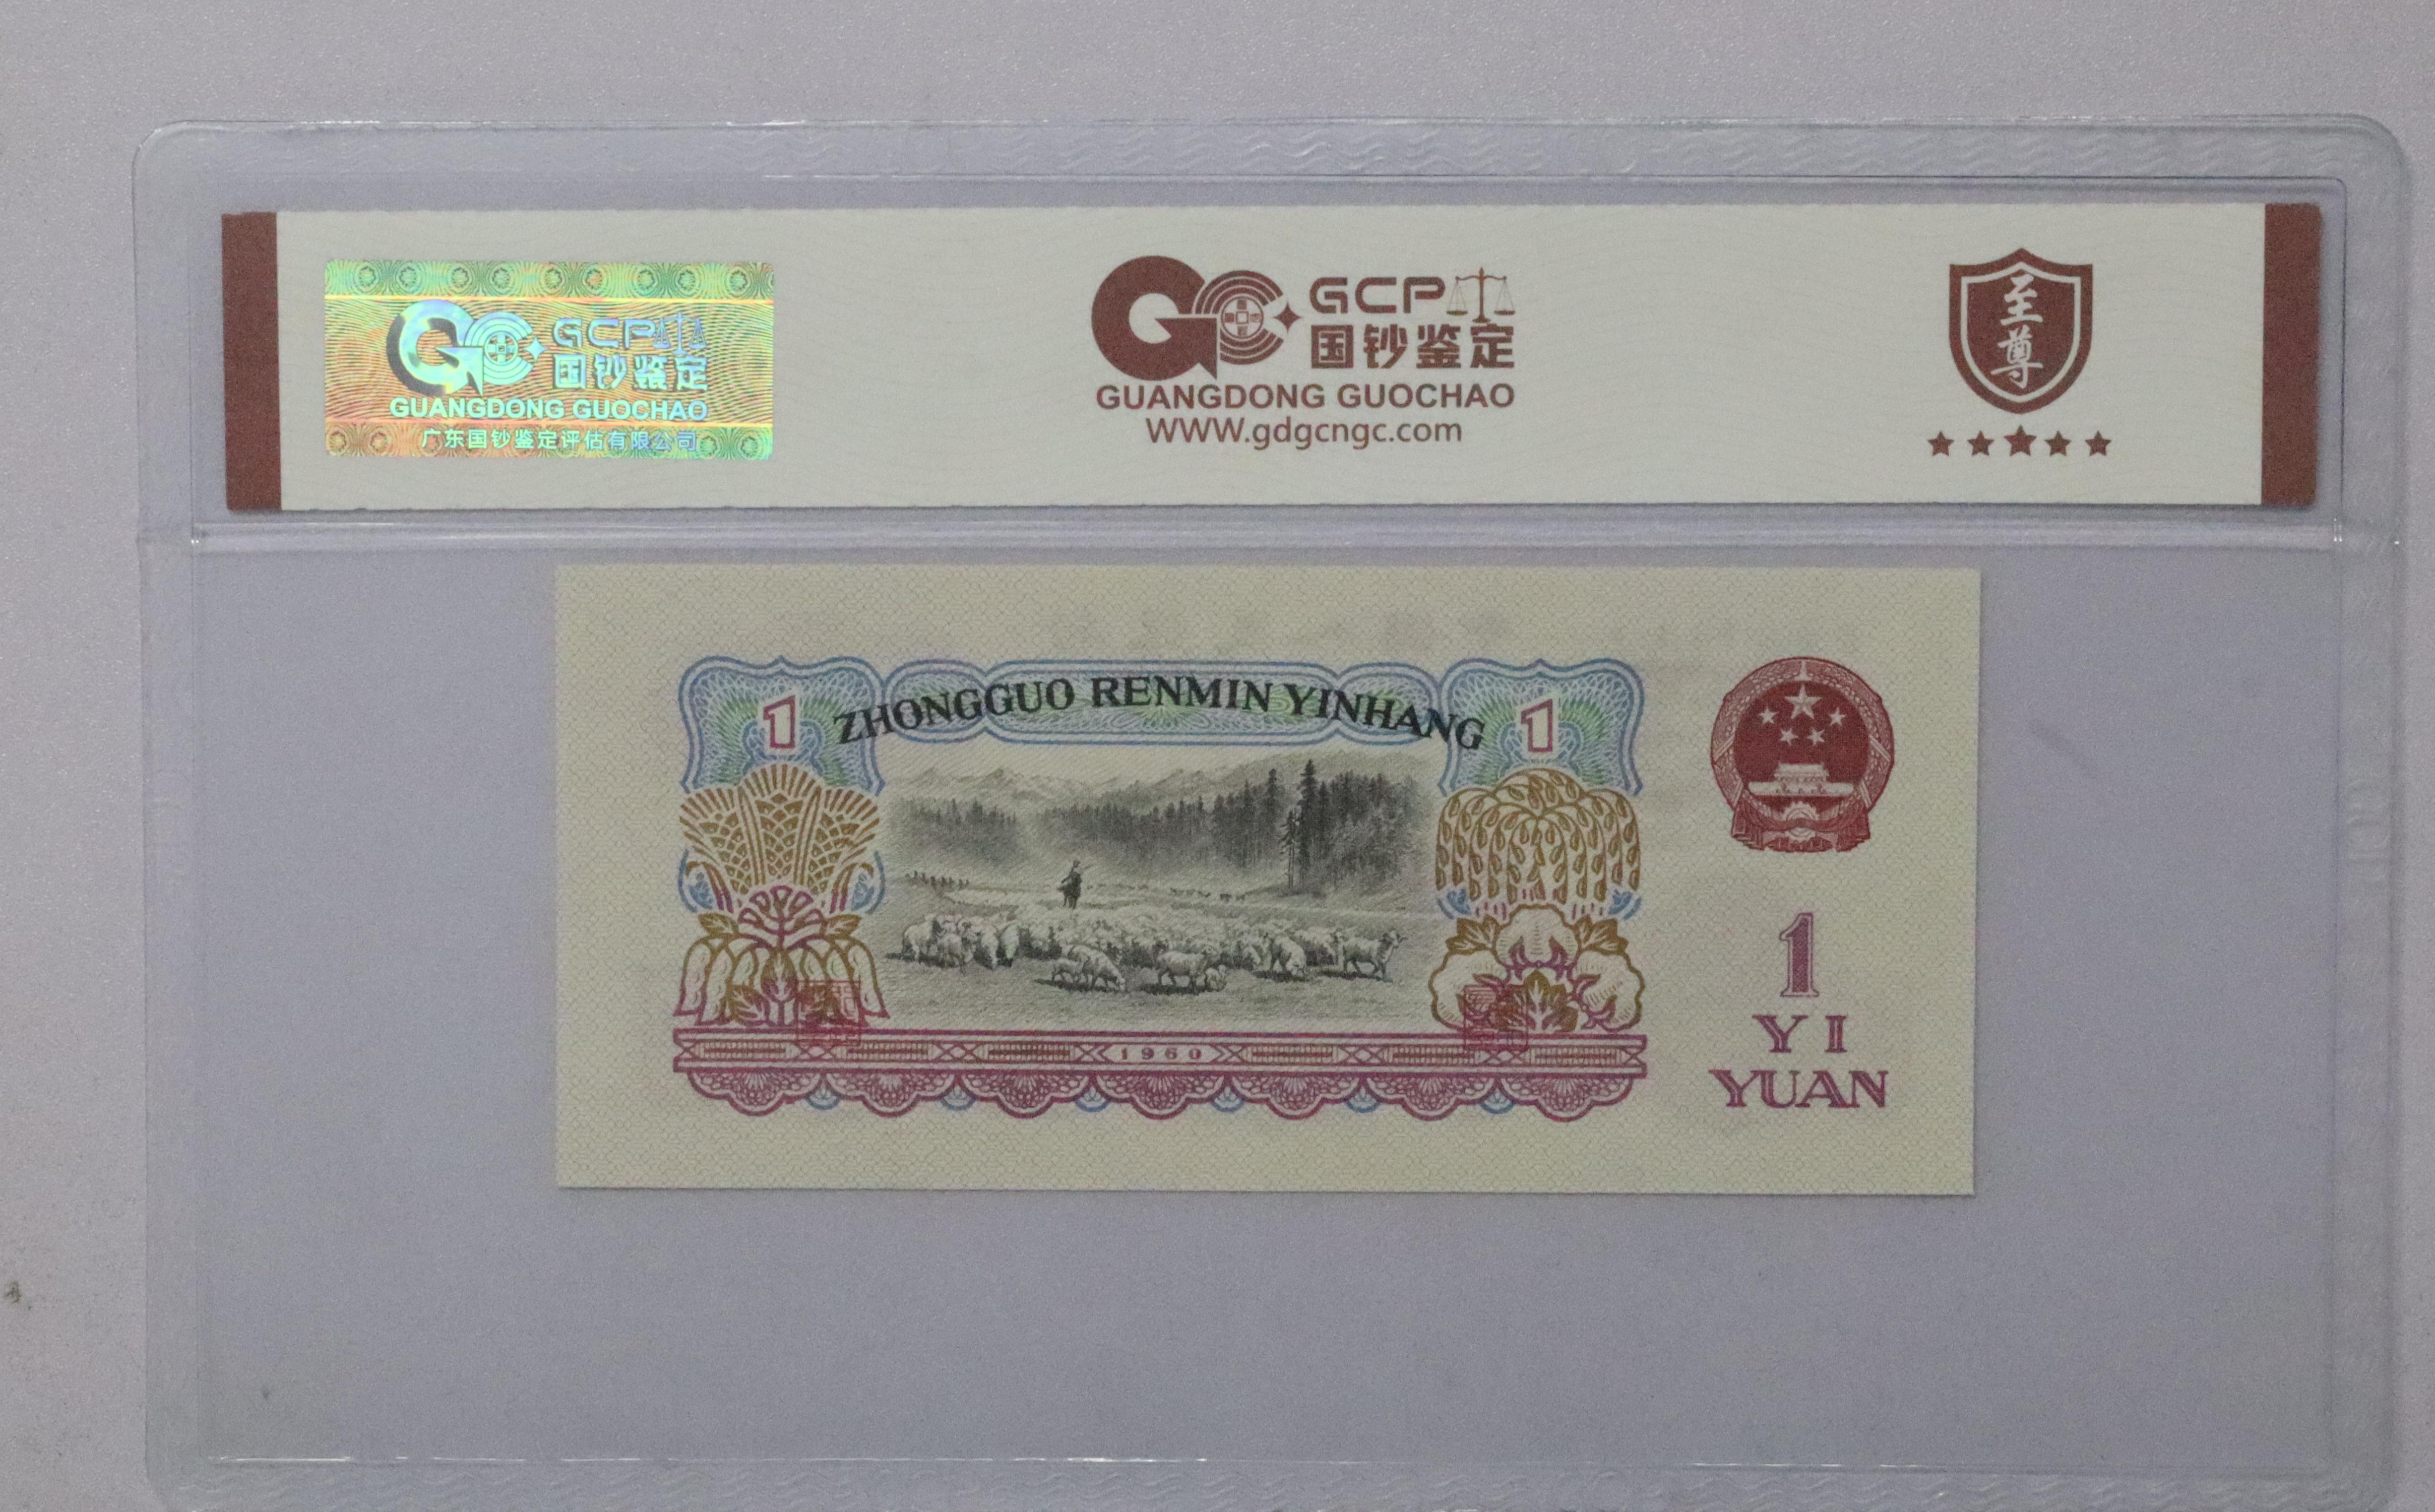 GCP
国钞鉴定
GUANGDONG GUOCHAO
广东国钞鉴定评估有限公司
GCP
国钞鉴定
GUANGDONG GUOCHAO
WWW.gdgcngc.com
至尊
1
ZHONGGUO RENMIN YINHANG
1
1960
1
YI
YUAN